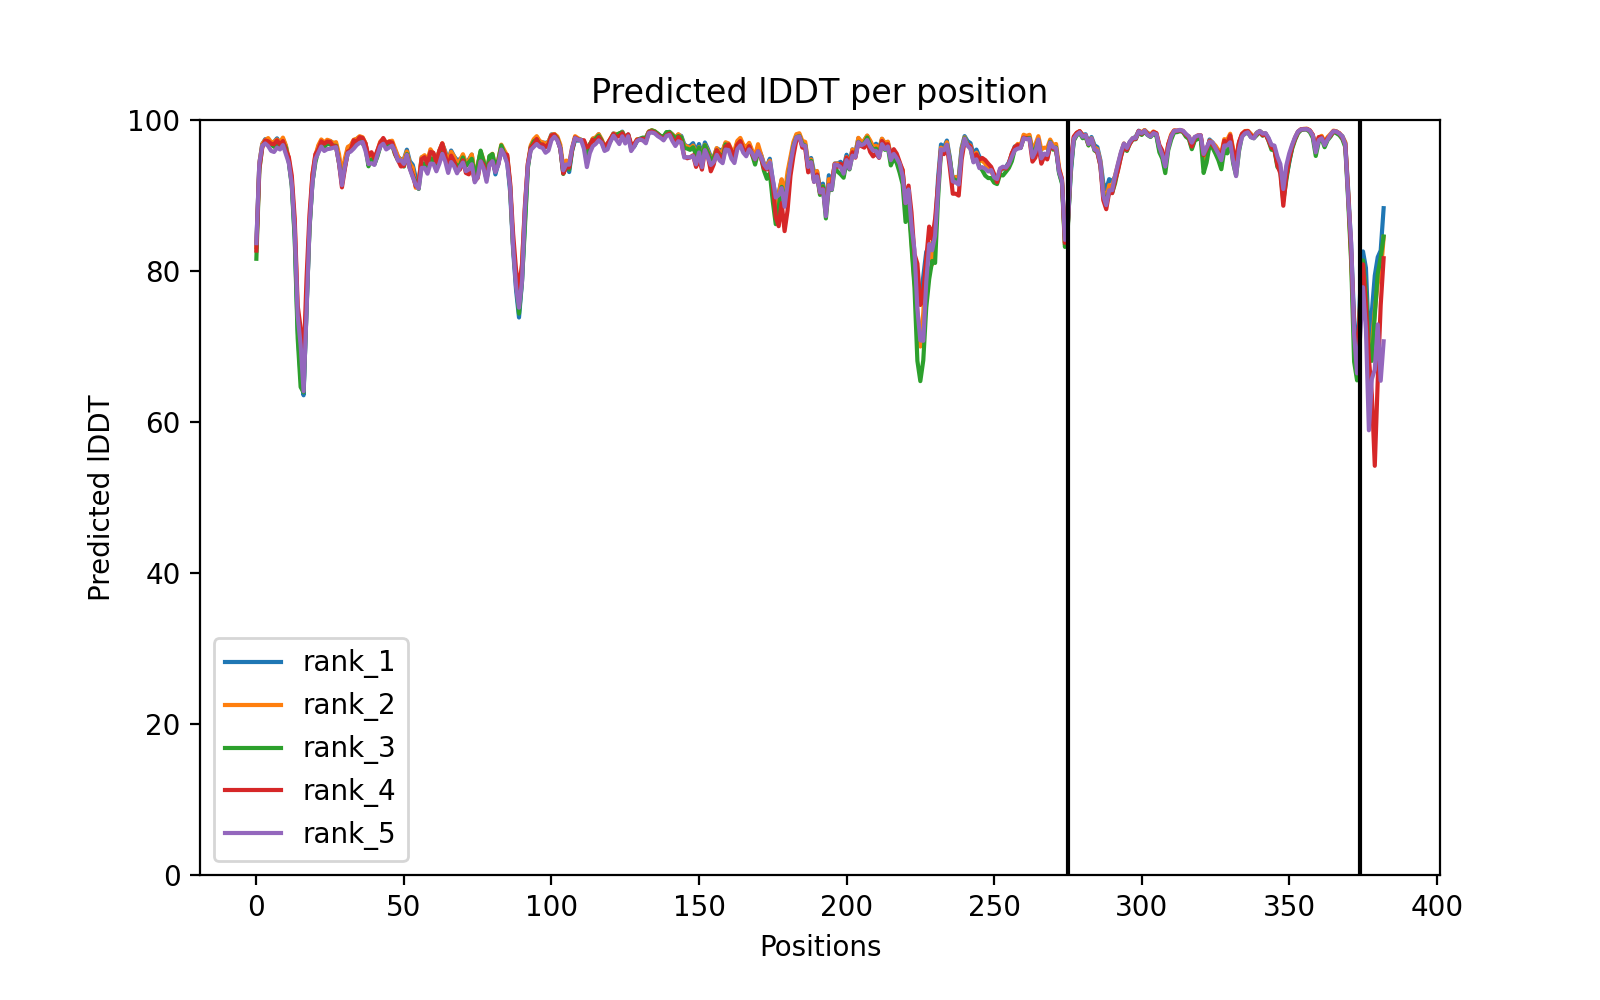 Predicted lDDT per position
100
80
60
40
20
0
Predicted lDDT
rank_1
rank_2
rank_3
rank_4
rank_5
0 50 100 150 200 250 300 350 400
Positions